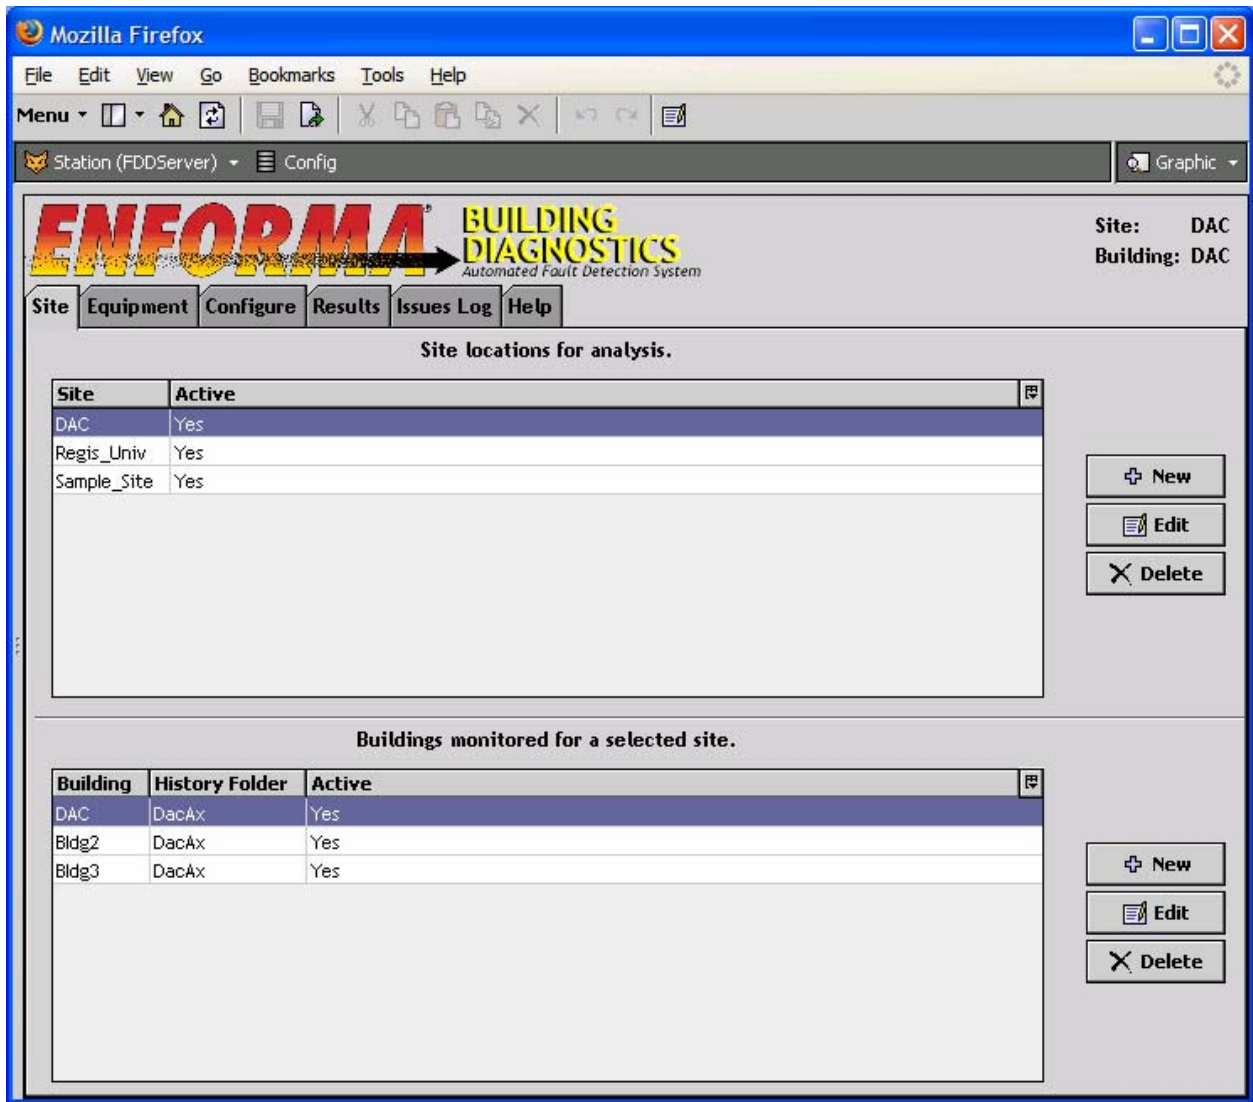 Mozilla Firefox
File Edit View Go Bookmarks Tools Help
Menu
Station (FDDServer) Config Graphic
ENFORMA® BUILDING DIAGNOSTICS
Automated Fault Detection System
Site: DAC
Building: DAC
Site Equipment Configure Results Issues Log Help
Site locations for analysis.
Site Active
DAC Yes
Regis_Univ Yes
Sample_Site Yes
New
Edit
Delete
Buildings monitored for a selected site.
Building History Folder Active
DAC DacAx Yes
Bldg2 DacAx Yes
Bldg3 DacAx Yes
New
Edit
Delete